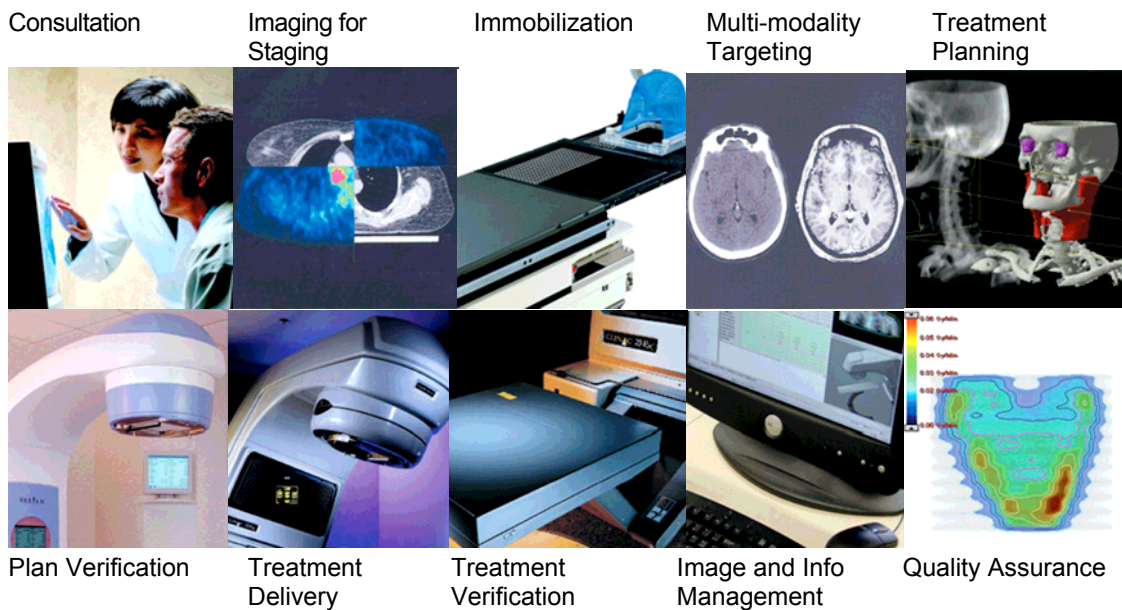 Consultation
Imaging for
Staging
Immobilization
Multi-modality
Targeting
Treatment
Planning
Plan Verification
Treatment
Delivery
Treatment
Verification
Image and Info
Management
Quality Assurance